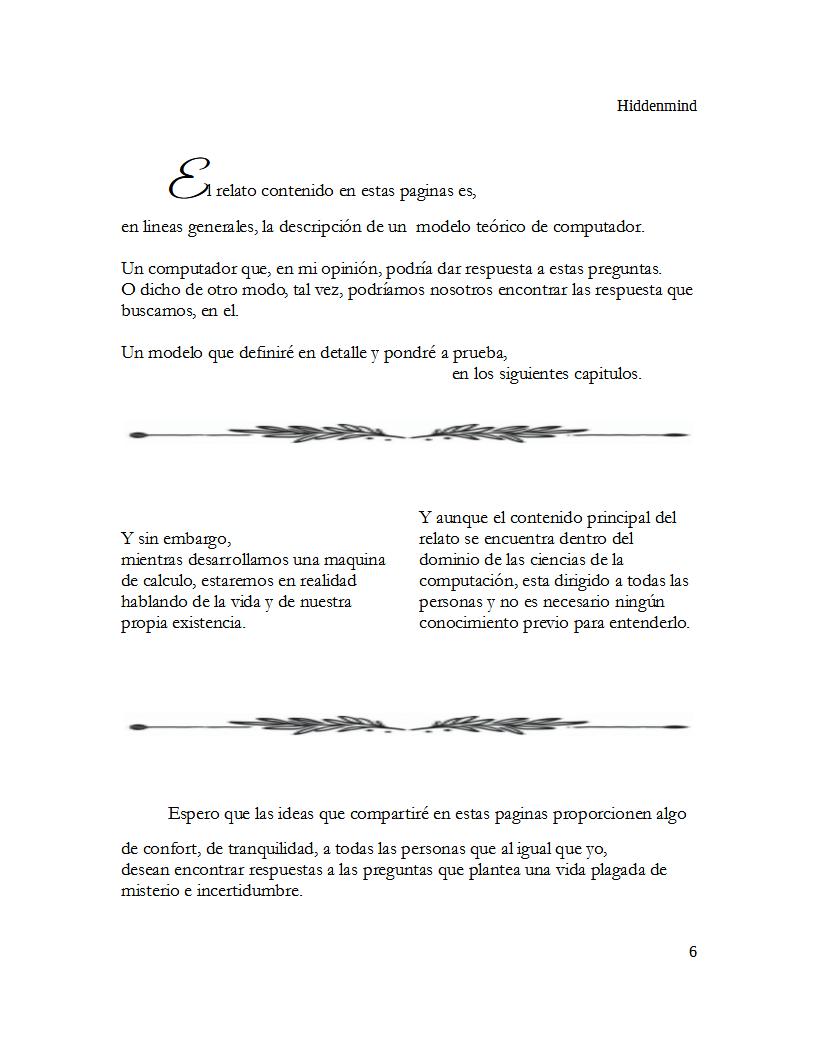 Hiddenmind
El relato contenido en estas paginas es,
en lineas generales, la descripción de un  modelo teórico de computador.
Un computador que, en mi opinión, podría dar respuesta a estas preguntas.
O dicho de otro modo, tal vez, podríamos nosotros encontrar las respuesta que
buscamos, en el.
Un modelo que definiré en detalle y pondré a prueba,
en los siguientes capitulos.
Y sin embargo,
mientras desarrollamos una maquina
de calculo, estaremos en realidad
hablando de la vida y de nuestra
propia existencia.
Y aunque el contenido principal del
relato se encuentra dentro del
dominio de las ciencias de la
computación, esta dirigido a todas las
personas y no es necesario ningún
conocimiento previo para entenderlo.
Espero que las ideas que compartiré en estas paginas proporcionen algo
de confort, de tranquilidad, a todas las personas que al igual que yo,
desean encontrar respuestas a las preguntas que plantea una vida plagada de
misterio e incertidumbre.
6